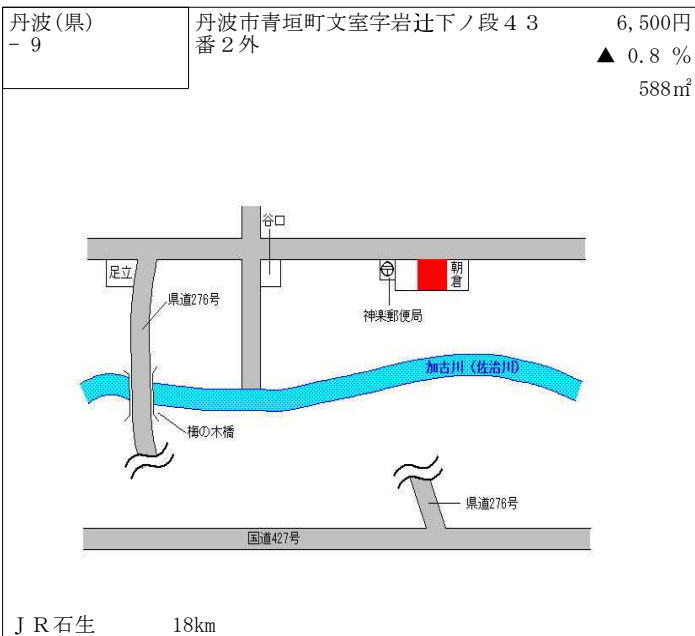 丹波(県)
- 9
丹波市青垣町文室字岩辻下ノ段４３
番２外
6,500円
▲ 0.8 %
588㎡
谷口
足立
朝倉
県道276号
神楽郵便局
加古川（佐治川）
梅の木橋
県道276号
国道427号
ＪＲ石生 18km